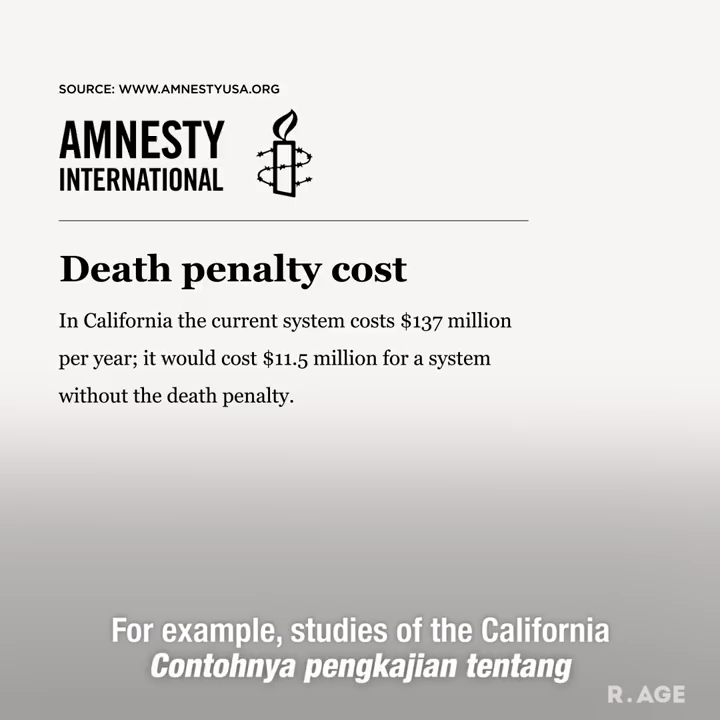 SOURCE: WWW.AMNESTYUSA.ORG
AMNESTY
INTERNATIONAL
Death penalty cost
In California the current system costs $137 million
per year; it would cost $11.5 million for a system
without the death penalty.
For example, studies of the California
Contohnya pengkajian tentang
R.AGE